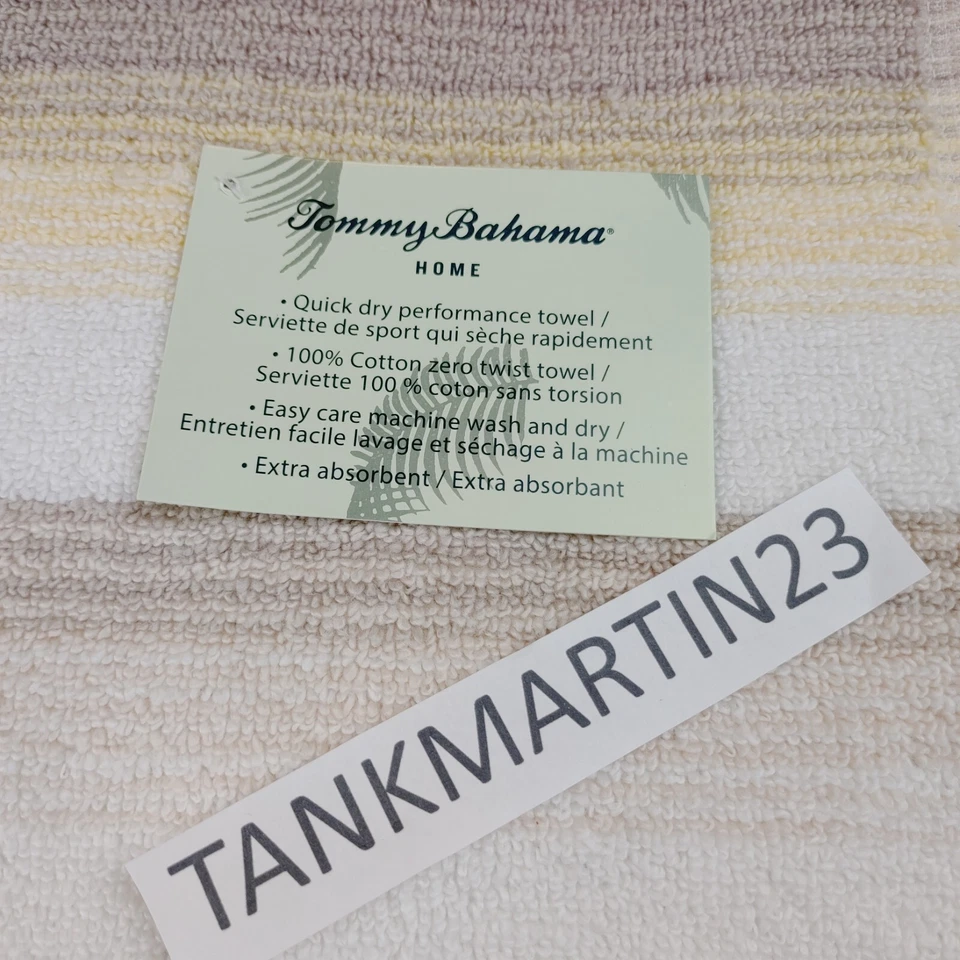 Tommy Bahama®
HOME
• Quick dry performance towel /
Serviette de sport qui sèche rapidement
• 100% Cotton zero twist towel /
Serviette 100 % coton sans torsion
• Easy care machine wash and dry /
Entretien facile lavage et séchage à la machine
• Extra absorbent / Extra absorbant
TANKMARTIN23